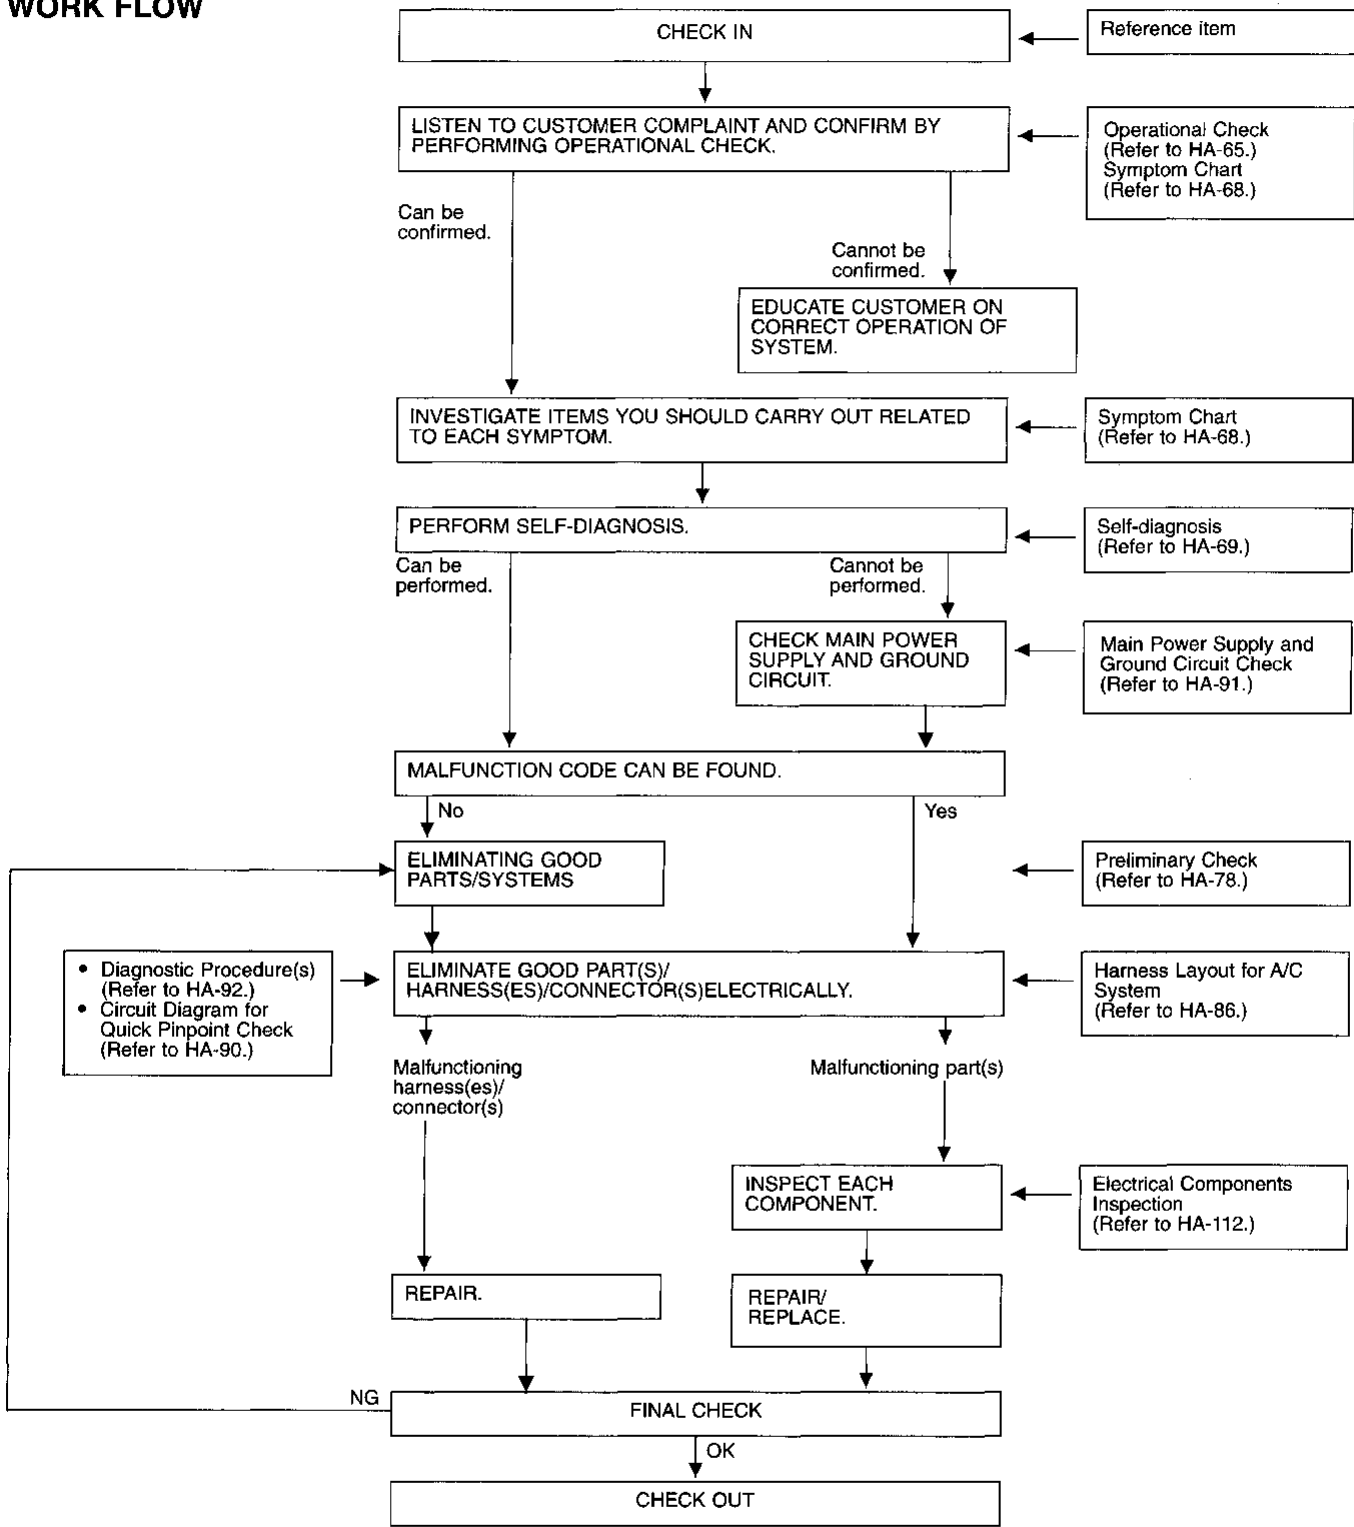 WORK FLOW
CHECK IN
Reference item
LISTEN TO CUSTOMER COMPLAINT AND CONFIRM BY
PERFORMING OPERATIONAL CHECK.
Operational Check
(Refer to HA-65.)
Symptom Chart
(Refer to HA-68.)
Can be
confirmed.
Cannot be
confirmed.
EDUCATE CUSTOMER ON
CORRECT OPERATION OF
SYSTEM.
INVESTIGATE ITEMS YOU SHOULD CARRY OUT RELATED
TO EACH SYMPTOM.
Symptom Chart
(Refer to HA-68.)
PERFORM SELF-DIAGNOSIS.
Self-diagnosis
(Refer to HA-69.)
Can be
performed.
Cannot be
performed.
CHECK MAIN POWER
SUPPLY AND GROUND
CIRCUIT.
Main Power Supply and
Ground Circuit Check
(Refer to HA-91.)
MALFUNCTION CODE CAN BE FOUND.
No
Yes
ELIMINATING GOOD
PARTS/SYSTEMS
Preliminary Check
(Refer to HA-78.)
• Diagnostic Procedure(s)
(Refer to HA-92.)
• Circuit Diagram for
Quick Pinpoint Check
(Refer to HA-90.)
ELIMINATE GOOD PART(S)/
HARNESS(ES)/CONNECTOR(S)ELECTRICALLY.
Harness Layout for A/C
System
(Refer to HA-86.)
Malfunctioning
harness(es)/
connector(s)
Malfunctioning part(s)
INSPECT EACH
COMPONENT.
Electrical Components
Inspection
(Refer to HA-112.)
REPAIR.
REPAIR/
REPLACE.
NG
FINAL CHECK
OK
CHECK OUT